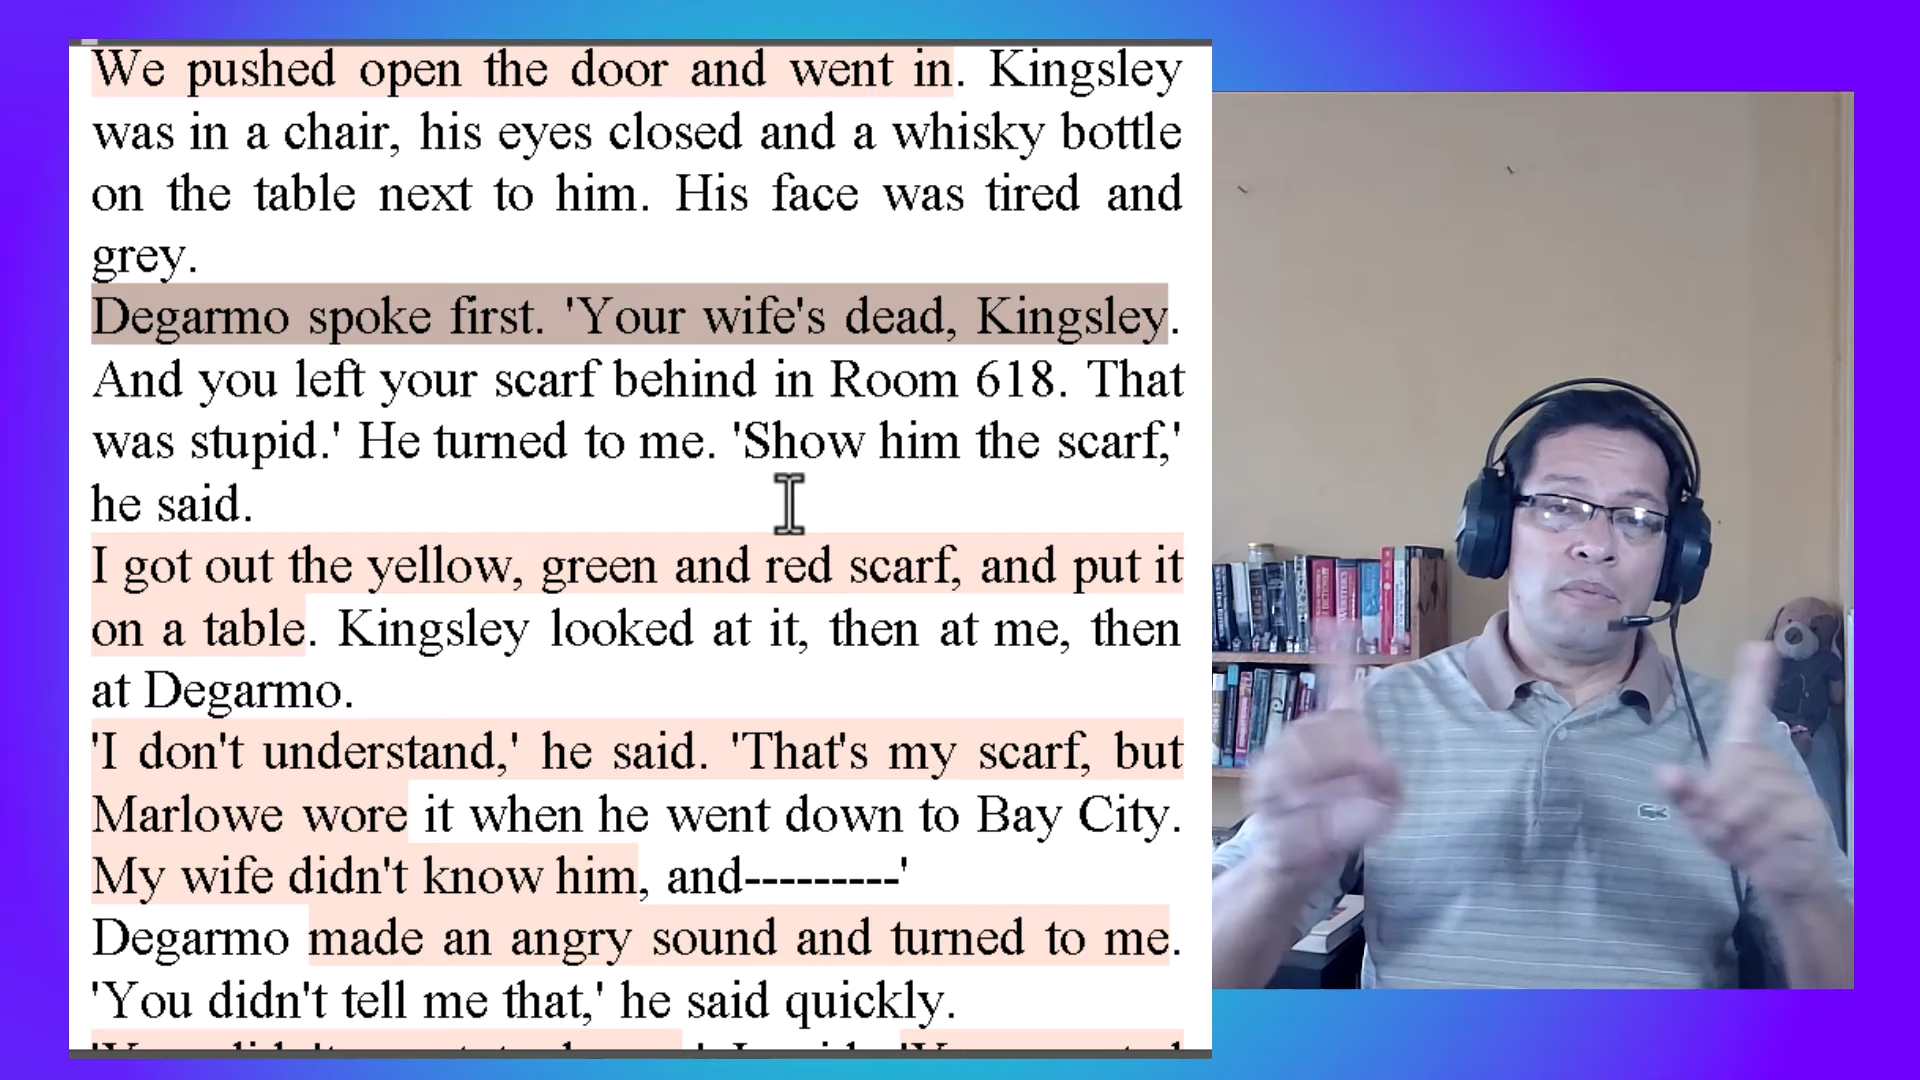 We pushed open the door and went in. Kingsley
was in a chair, his eyes closed and a whisky bottle
on the table next to him. His face was tired and
grey.
Degarmo spoke first. 'Your wife's dead, Kingsley.
And you left your scarf behind in Room 618. That
was stupid.' He turned to me. 'Show him the scarf,'
he said.
I got out the yellow, green and red scarf, and put it
on a table. Kingsley looked at it, then at me, then
at Degarmo.
'I don't understand,' he said. 'That's my scarf, but
Marlowe wore it when he went down to Bay City.
My wife didn't know him, and---------'
Degarmo made an angry sound and turned to me.
'You didn't tell me that,' he said quickly.